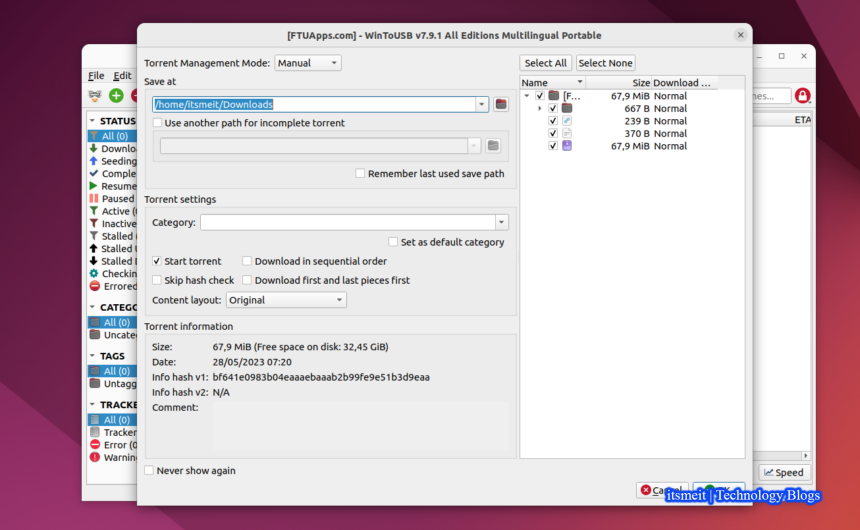 [FTUApps.com] - WinToUSB v7.9.1 All Editions Multilingual Portable
Torrent Management Mode: Manual
Save at
/home/itsmeit/Downloads
Use another path for incomplete torrent
Remember last used save path
Torrent settings
Category:
Set as default category
Start torrent
Download in sequential order
Skip hash check
Download first and last pieces first
Content layout: Original
Torrent information
Size: 67,9 MiB (Free space on disk: 32,45 GiB)
Date: 28/05/2023 07:20
Info hash v1: bf641e0983b04eaaaebaaab2b99fe9e51b3d9eaa
Info hash v2: N/A
Comment:
Never show again
Select All
Select None
Name Size Download ...
[F... 67,9 MiB Normal
667 B Normal
239 B Normal
370 B Normal
67,9 MiB Normal
File Edit
STATUS
All (0)
Downlo
Seeding
Comple
Resume
Paused
Active (
Inactive
Stalled
Stalled
Stalled
Checkin
Errored
CATEGO
All (0)
Uncate
TAGS
All (0)
Untagg
TRACKE
All (0)
Tracker
Error (0
Warnin
nes...
ETA
Speed
itsmeit | Technology Blogs